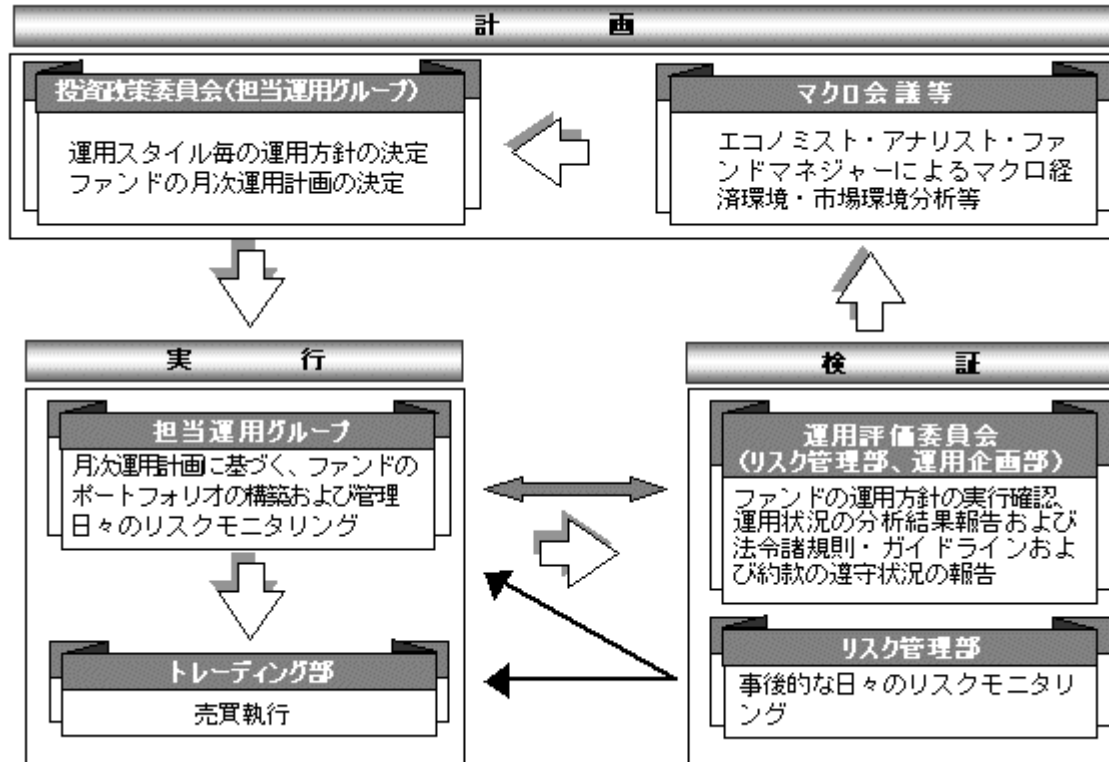 計画
投資政策委員会(担当運用グループ)
運用スタイル毎の運用方針の決定
ファンドの月次運用計画の決定
マクロ会議等
エコノミスト・アナリスト・ファ
ンドマネジャーによるマクロ経
済環境・市場環境分析等
実行
担当運用グループ
月次運用計画に基づく、ファンドの
ポートフォリオの構築および管理
日々のリスクモニタリング
トレーディング部
売買執行
検証
運用評価委員会
(リスク管理部、運用企画部)
ファンドの運用方針の実行確認、
運用状況の分析結果報告および
法令諸規則・ガイドラインおよ
び約款の遵守状況の報告
リスク管理部
事後的な日々のリスクモニタリ
ング